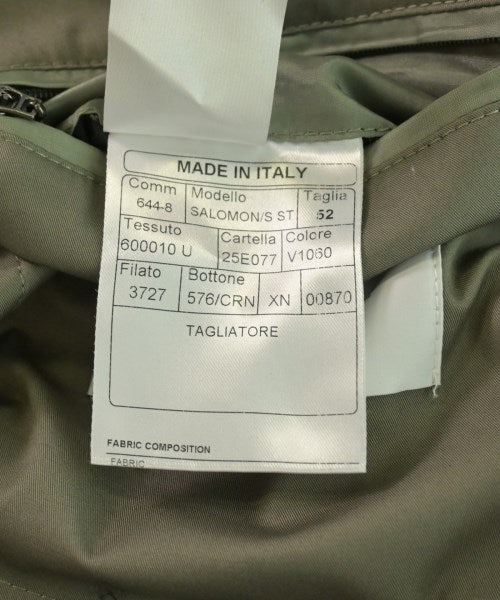 MADE IN ITALY
Comm Modello Taglia
644-8 SALOMON/S ST 52
Tessuto Cartella Colore
600010 U 25E077 V1060
Filato Bottone
3727 576/CRN XN 00870
TAGLIATORE
FABRIC COMPOSITION
FABRIC